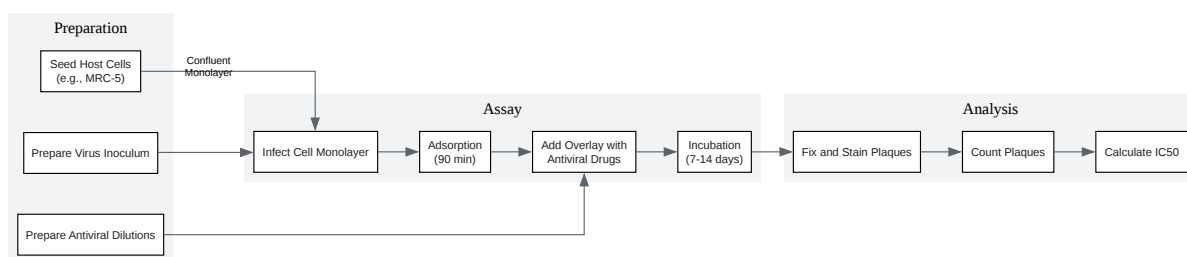 Preparation
Seed Host Cells
(e.g., MRC-5)
Confluent
Monolayer
Prepare Virus Inoculum
Prepare Antiviral Dilutions
Assay
Infect Cell Monolayer
Adsorption
(90 min)
Add Overlay with
Antiviral Drugs
Incubation
(7-14 days)
Analysis
Fix and Stain Plaques
Count Plaques
Calculate IC50